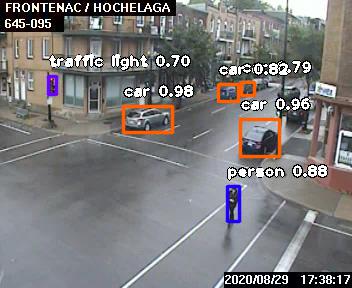 FRONTENAC / HOCHELAGA
645-095
traffic light 0.70
car 0.82
0.79
car 0.98
car 0.96
person 0.88
2020/08/29 17:38:17